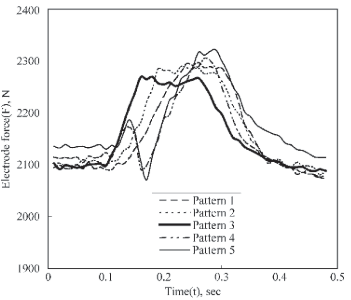 2400
2300
2200
2100
2000
1900
Electrode force(F), N
Pattern 1
Pattern 2
Pattern 3
Pattern 4
Pattern 5
0 0.1 0.2 0.3 0.4 0.5
Time(t), sec